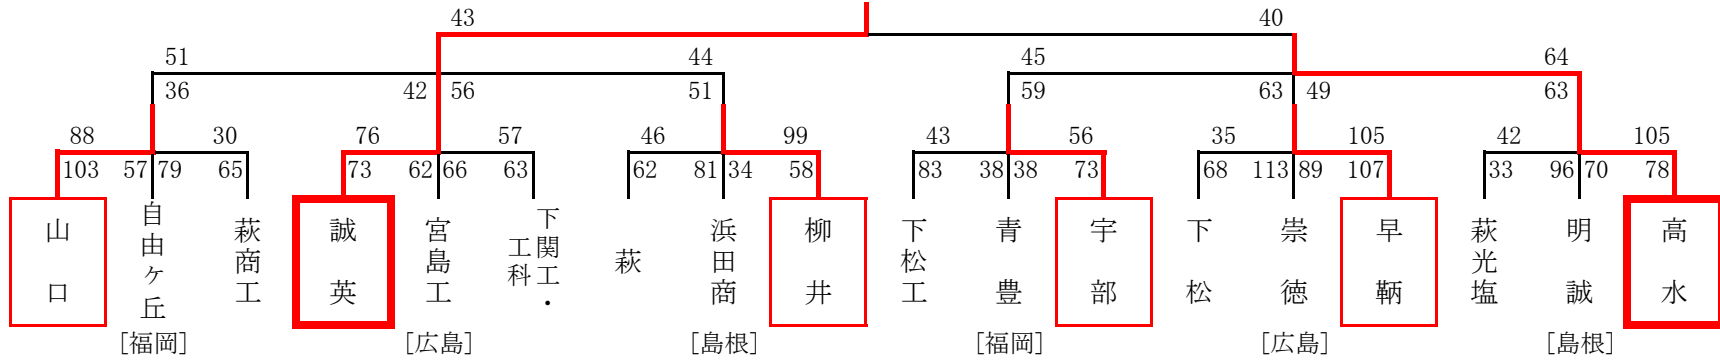 43 40
51 44 45 64
36 42 56 51 59 63 49 63
88 30 76 57 46 99 43 56 35 105 42 105
103 57 79 65 73 62 66 63 62 81 34 58 83 38 38 73 68 113 89 107 33 96 70 78
山口
自由ヶ丘
萩商工
誠英
宮島工
下関工・
工科
萩
浜田商
柳井
下松工
青豊
宇部
下松
崇徳
早鞆
萩光塩
明誠
高水
[福岡] [広島] [島根] [福岡] [広島] [島根]